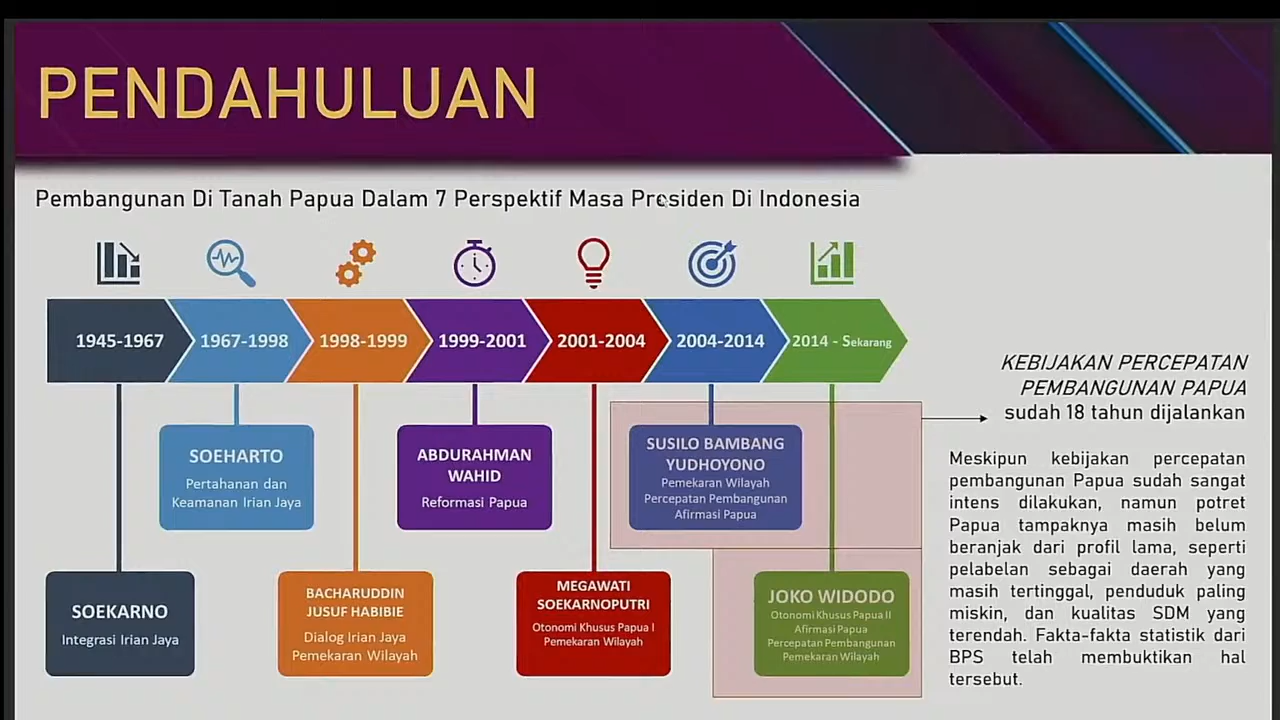 PENDAHULUAN
Pembangunan Di Tanah Papua Dalam 7 Perspektif Masa Presiden Di Indonesia
1945-1967
1967-1998
1998-1999
1999-2001
2001-2004
2004-2014
2014 - Sekarang
SOEHARTO
Pertahanan dan
Keamanan Irian Jaya
ABDURAHMAN
WAHID
Reformasi Papua
SUSILO BAMBANG
YUDHOYONO
Pemekaran Wilayah
Percepatan Pembangunan
Afirmasi Papua
SOEKARNO
Integrasi Irian Jaya
BACHARUDDIN
JUSUF HABIBIE
Dialog Irian Jaya
Pemekaran Wilayah
MEGAWATI
SOEKARNOPUTRI
Otonomi Khusus Papua I
Pemekaran Wilayah
JOKO WIDODO
Otonomi Khusus Papua II
Afirmasi Papua
Percepatan Pembangunan
Pemekaran Wilayah
KEBIJAKAN PERCEPATAN
PEMBANGUNAN PAPUA
sudah 18 tahun dijalankan
Meskipun kebijakan percepatan
pembangunan Papua sudah sangat
intens dilakukan, namun potret
Papua tampaknya masih belum
beranjak dari profil lama, seperti
pelabelan sebagai daerah yang
masih tertinggal, penduduk paling
miskin, dan kualitas SDM yang
terendah. Fakta-fakta statistik dari
BPS telah membuktikan hal
tersebut.